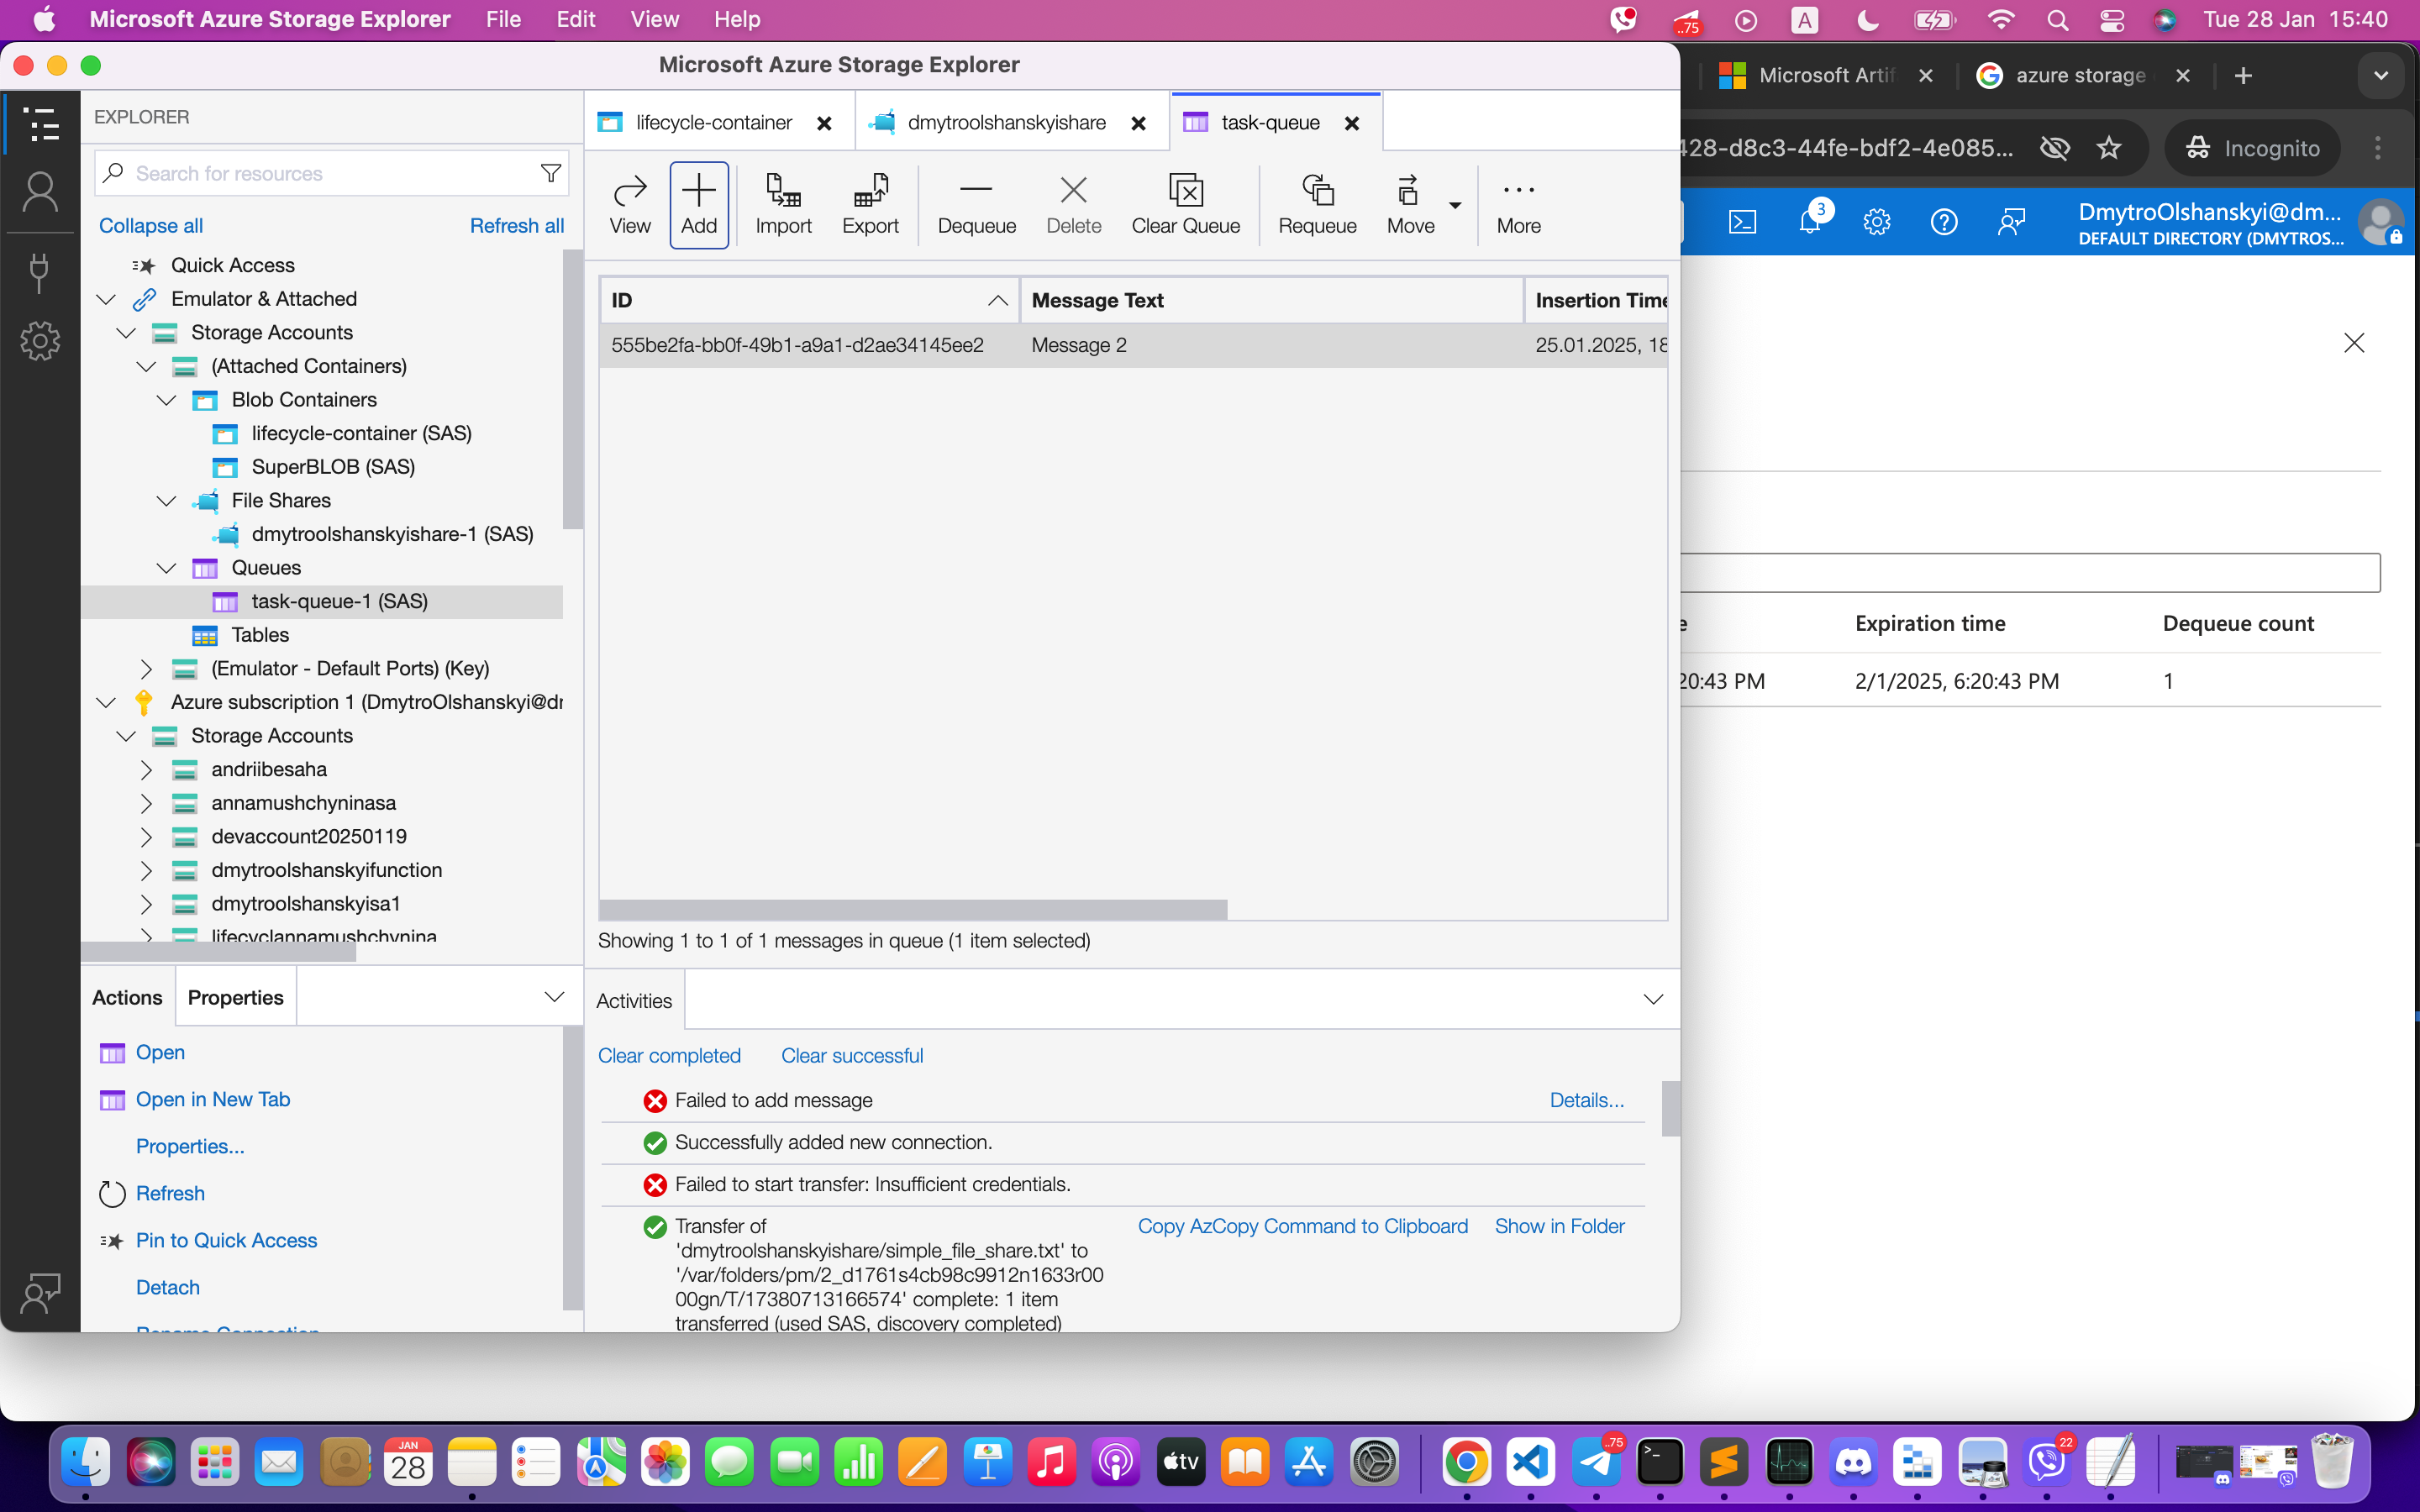 Microsoft Azure Storage Explorer File Edit View Help
..75 A Tue 28 Jan 15:40
Microsoft Azure Storage Explorer
Microsoft Artif
azure storage
428-d8c3-44fe-bdf2-4e085...
Incognito
3
DmytroOlshanskyi@dm...
DEFAULT DIRECTORY (DMYTROS...
EXPLORER
Search for resources
Collapse all Refresh all
Quick Access
Emulator & Attached
Storage Accounts
(Attached Containers)
Blob Containers
lifecycle-container (SAS)
SuperBLOB (SAS)
File Shares
dmytroolshanskyishare-1 (SAS)
Queues
task-queue-1 (SAS)
Tables
(Emulator - Default Ports) (Key)
Azure subscription 1 (DmytroOlshanskyi@dr
Storage Accounts
andriibesaha
annamushchyninasa
devaccount20250119
dmytroolshanskyifunction
dmytroolshanskyisa1
lifecyclannamushchynina
Actions Properties
Open
Open in New Tab
Properties...
Refresh
Pin to Quick Access
Detach
Rename Connection
lifecycle-container dmytroolshanskyishare task-queue
View Add Import Export Dequeue Delete Clear Queue Requeue Move More
ID Message Text Insertion Time
555be2fa-bb0f-49b1-a9a1-d2ae34145ee2 Message 2 25.01.2025, 18
Showing 1 to 1 of 1 messages in queue (1 item selected)
Activities
Clear completed Clear successful
Failed to add message Details...
Successfully added new connection.
Failed to start transfer: Insufficient credentials.
Transfer of Copy AzCopy Command to Clipboard Show in Folder
'dmytroolshanskyishare/simple_file_share.txt' to
'/var/folders/pm/2_d1761s4cb98c9912n1633r00
00gn/T/17380713166574' complete: 1 item
transferred (used SAS, discovery completed)
e Expiration time Dequeue count
20:43 PM 2/1/2025, 6:20:43 PM 1
JAN
28
tv
..75
22